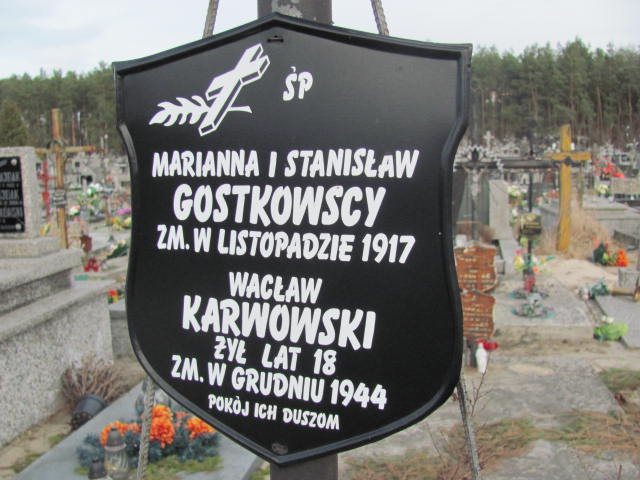 ŚP
MARIANNA I STANISŁAW
GOSTKOWSCY
ZM. W LISTOPADZIE 1917
WACŁAW
KARWOWSKI
ŻYŁ LAT 18
ZM. W GRUDNIU 1944
POKÓJ ICH DUSZOM